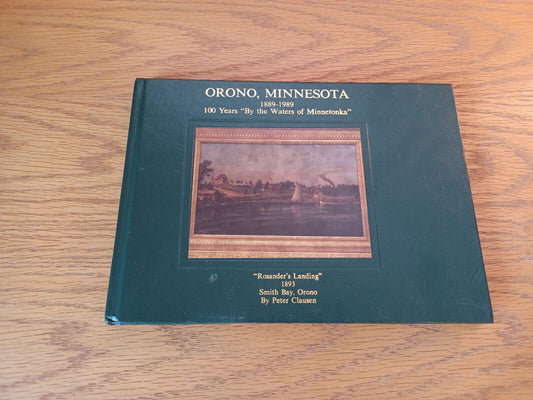 ORONO, MINNESOTA
1889-1989
100 Years "By the Waters of Minnetonka"
"Rosander's Landing"
1893
Smith Bay, Orono
By Peter Clausen